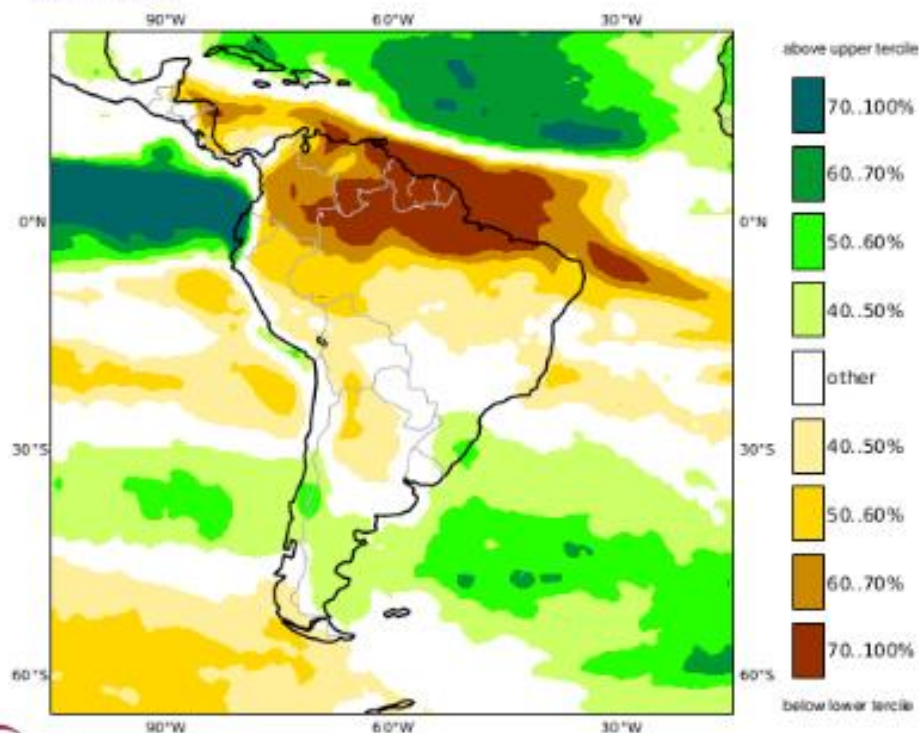 90°W 60°W 30°W
above upper tercile
70..100%
60..70%
50..60%
40..50%
other
40..50%
50..60%
60..70%
70..100%
below lower tercile
0°N 0°N
30°S 30°S
60°S 60°S
90°W 60°W 30°W